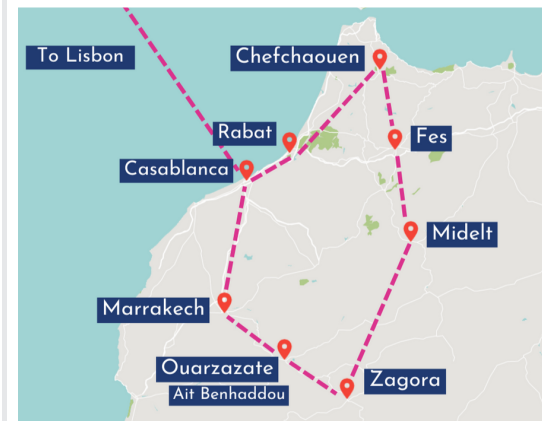 To Lisbon
Chefchaouen
Rabat
Fes
Casablanca
Midelt
Marrakech
Ouarzazate
Ait Benhaddou
Zagora